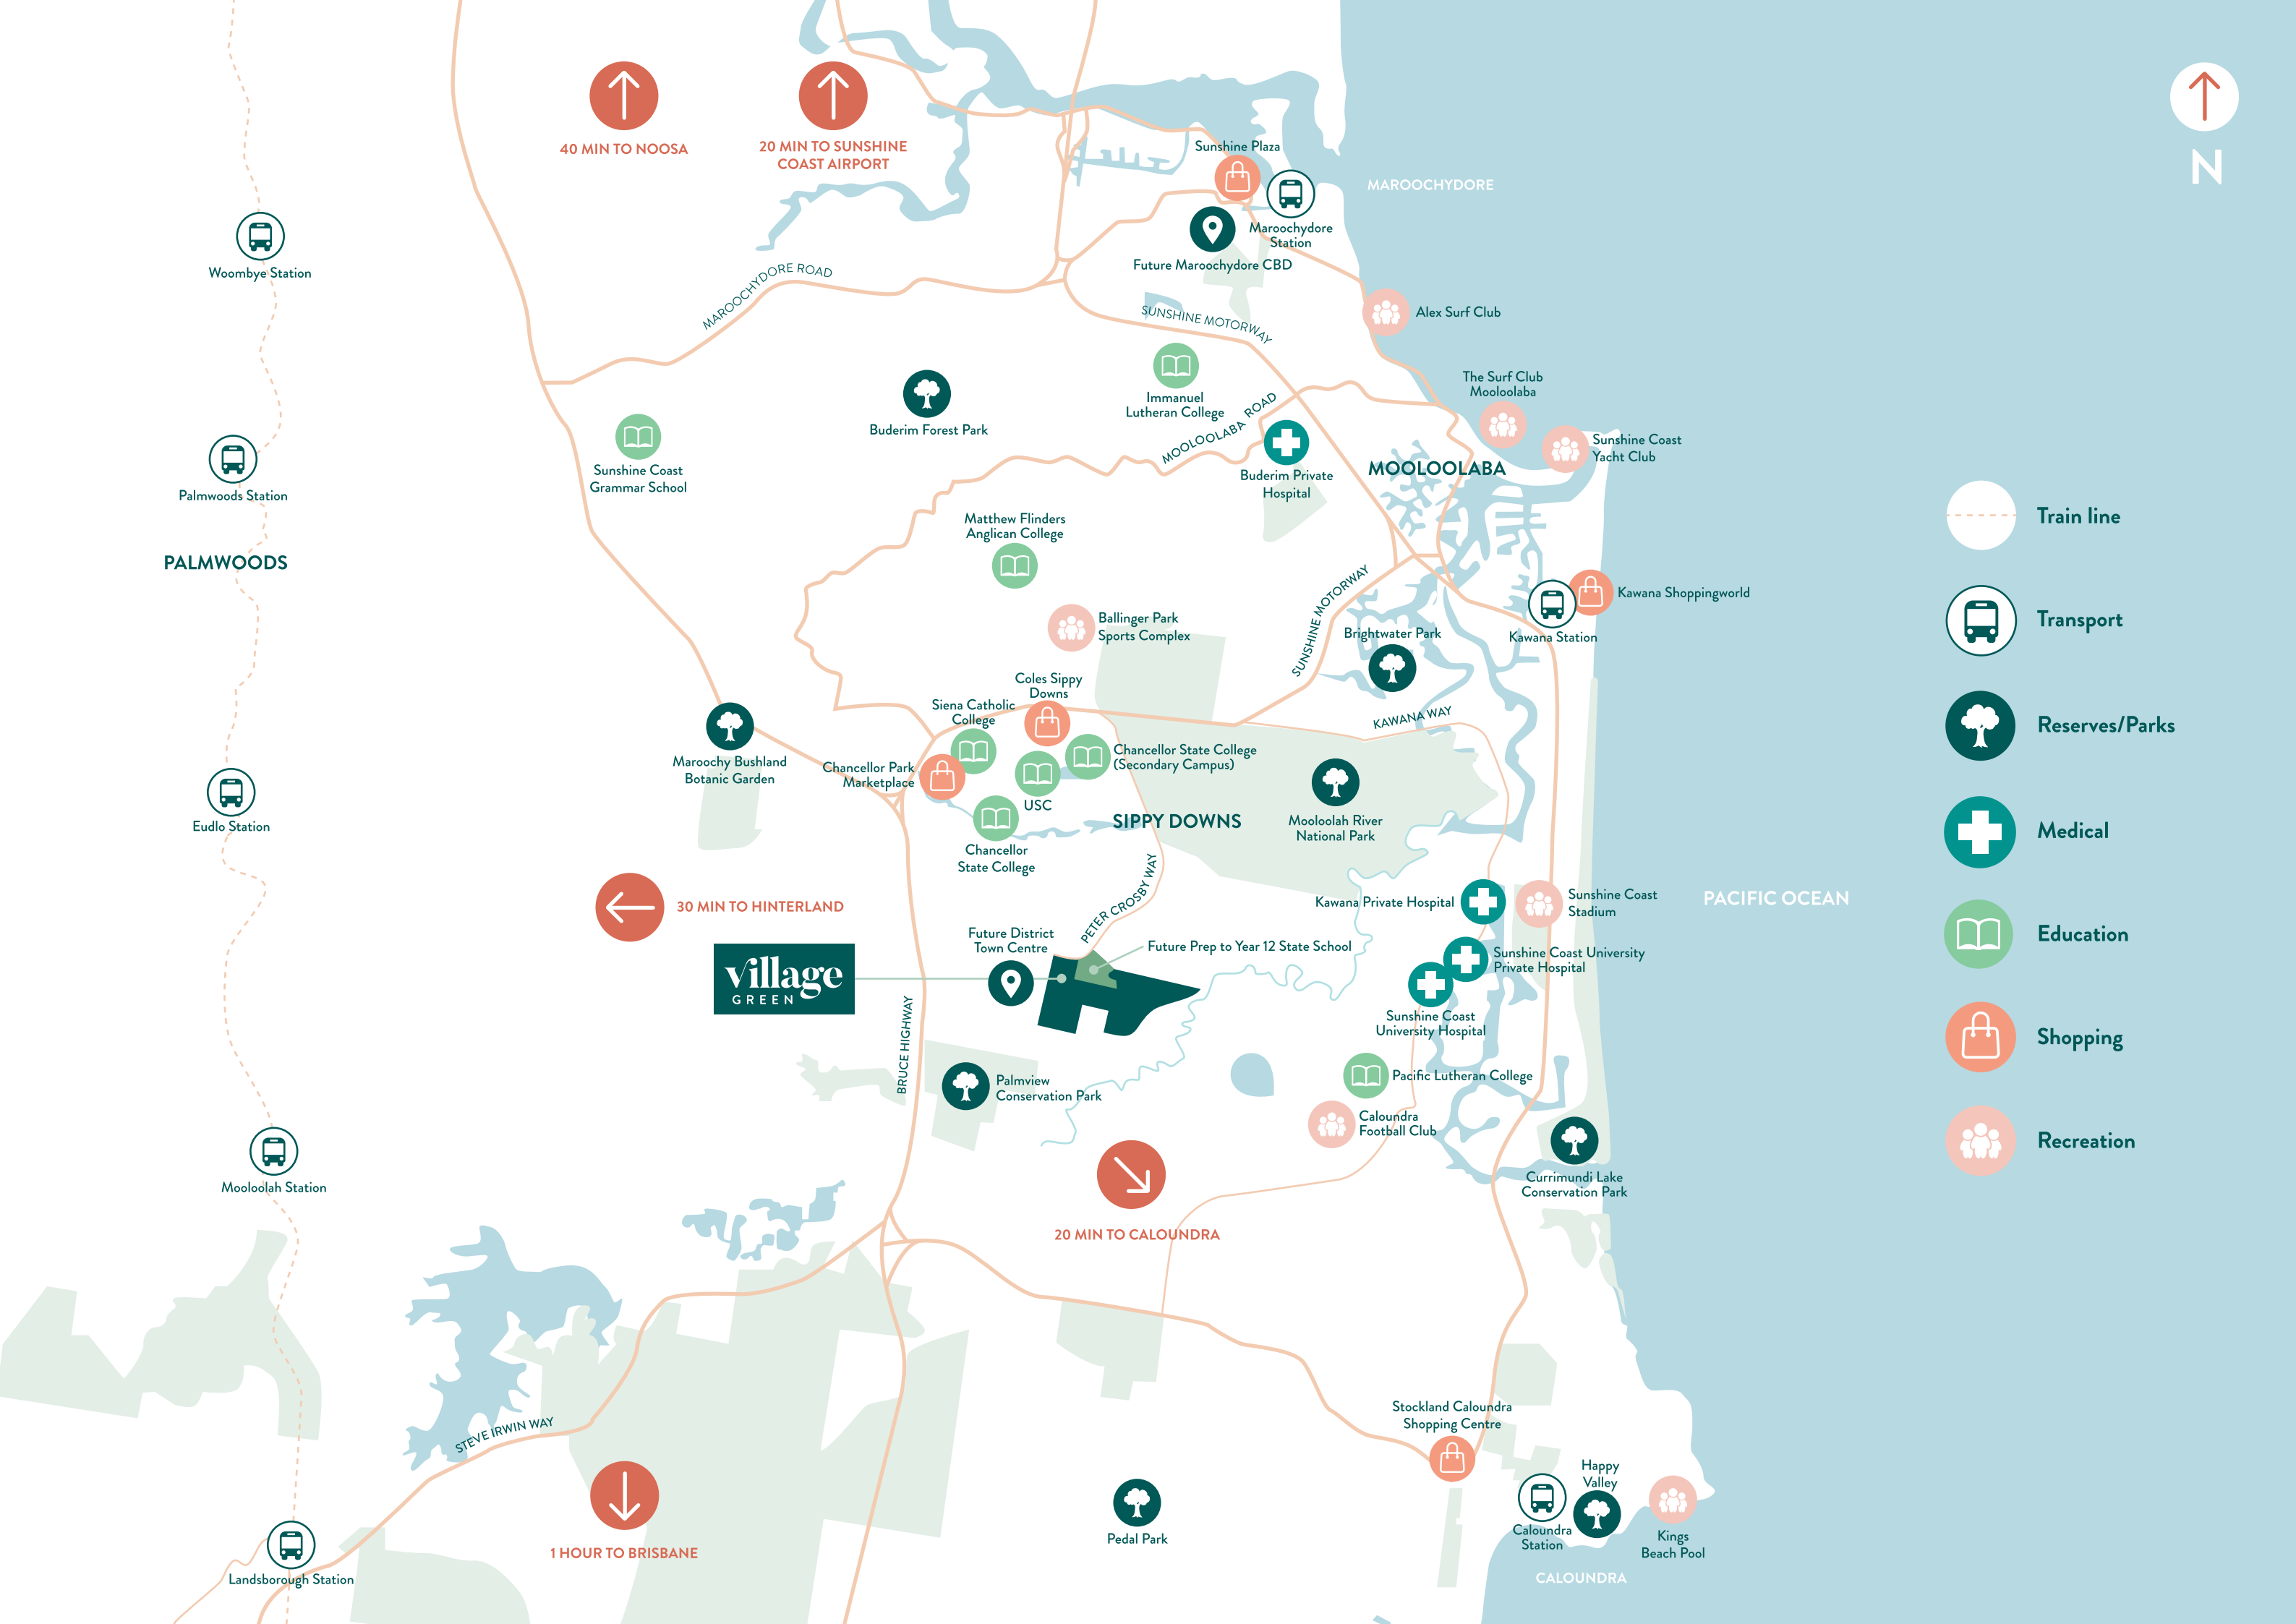 40 MIN TO NOOSA
20 MIN TO SUNSHINE
COAST AIRPORT
N
Sunshine Plaza
MAROOCHYDORE
Maroochydore
Station
Future Maroochydore CBD
Woombye Station
MAROOCHYDORE ROAD
SUNSHINE MOTORWAY
Alex Surf Club
The Surf Club
Mooloolaba
Immanuel
Lutheran College
MOOLOOLABA ROAD
Buderim Forest Park
Sunshine Coast
Yacht Club
Sunshine Coast
Grammar School
Buderim Private
Hospital
MOOLOOLABA
Palmwoods Station
PALMWOODS
Matthew Flinders
Anglican College
Train line
SUNSHINE MOTORWAY
Kawana Shoppingworld
Kawana Station
Ballinger Park
Sports Complex
Brightwater Park
Transport
Coles Sippy
Downs
Siena Catholic
College
KAWANA WAY
Reserves/Parks
Maroochy Bushland
Botanic Garden
Chancellor Park
Marketplace
Chancellor State College
(Secondary Campus)
USC
SIPPY DOWNS
Mooloolah River
National Park
Eudlo Station
Medical
Chancellor
State College
PETER CROSBY WAY
30 MIN TO HINTERLAND
Kawana Private Hospital
Sunshine Coast
Stadium
PACIFIC OCEAN
Education
Future District
Town Centre
Future Prep to Year 12 State School
village
GREEN
Sunshine Coast University
Private Hospital
Sunshine Coast
University Hospital
BRUCE HIGHWAY
Shopping
Palmview
Conservation Park
Pacific Lutheran College
Caloundra
Football Club
Recreation
Mooloolah Station
Currimundi Lake
Conservation Park
20 MIN TO CALOUNDRA
STEVE IRWIN WAY
Stockland Caloundra
Shopping Centre
Happy
Valley
1 HOUR TO BRISBANE
Pedal Park
Caloundra
Station
Kings
Beach Pool
Landsborough Station
CALOUNDRA